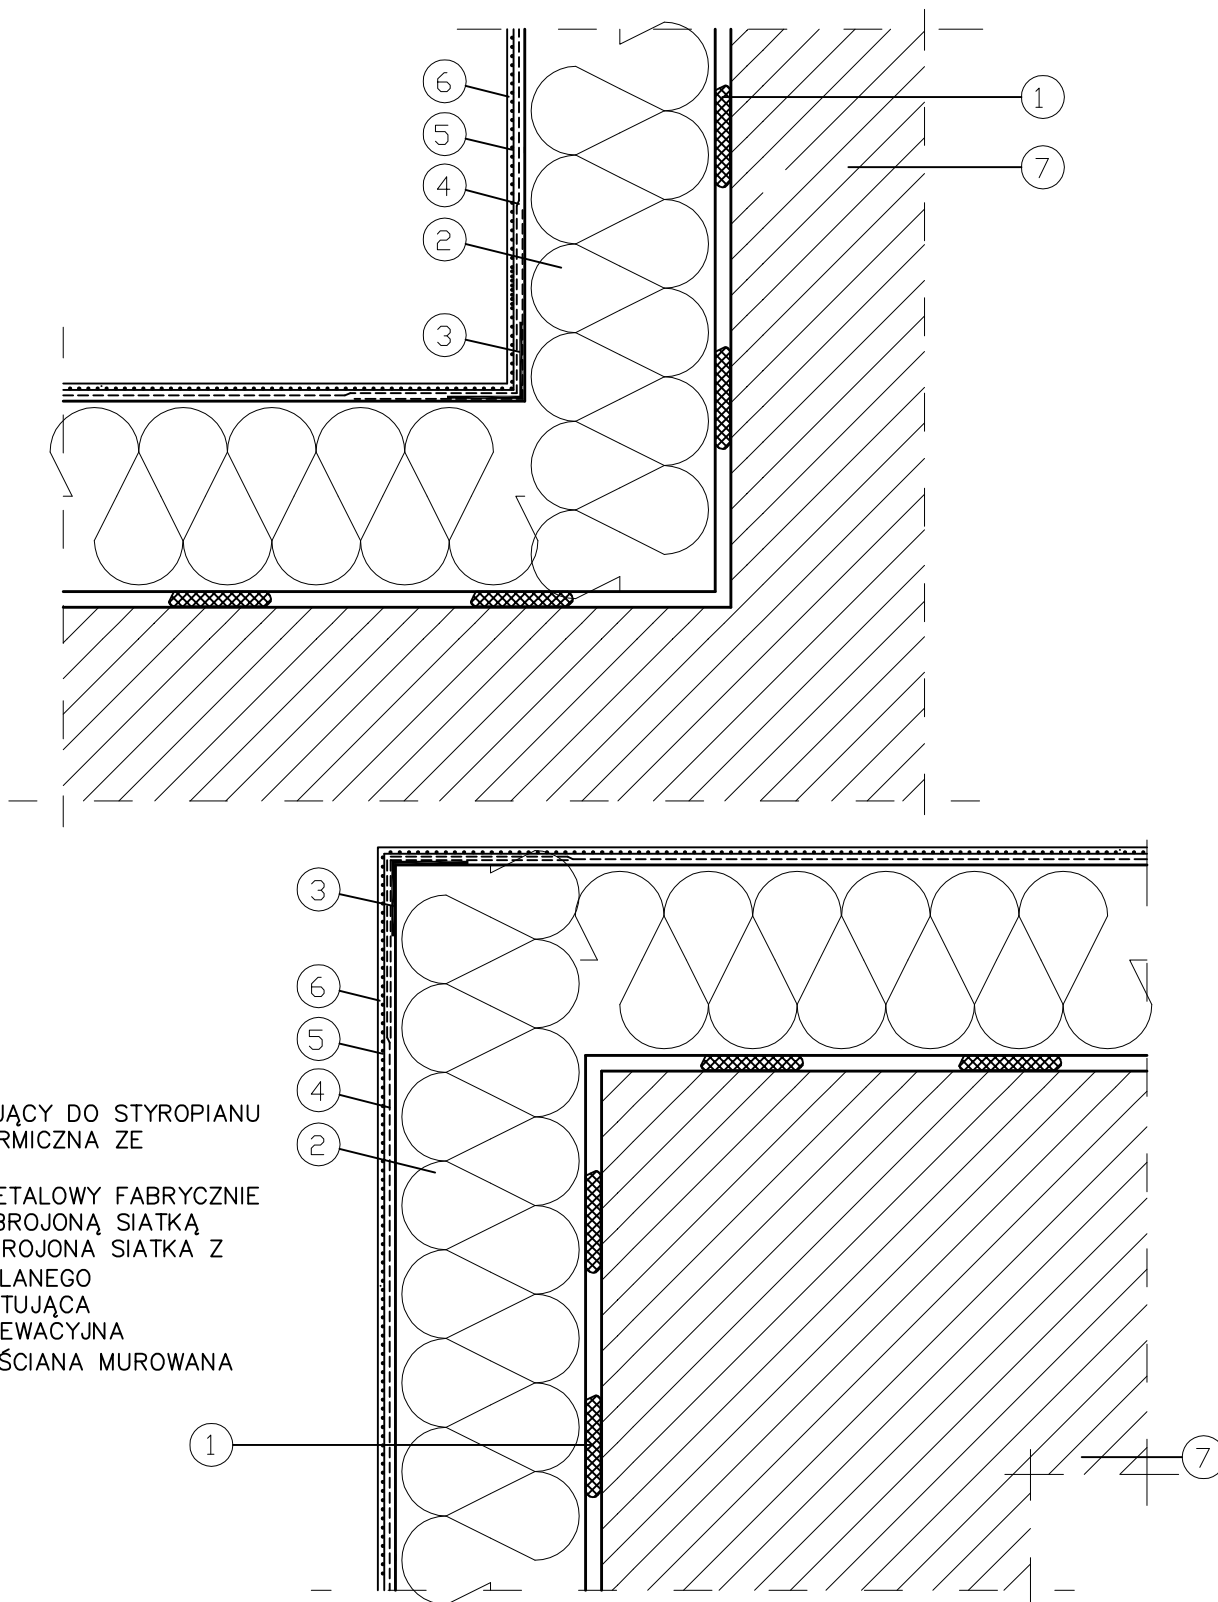 6
1
5
7
4
2
3
3
6
5
4
2
JĄCY DO STYROPIANU
RMICZNA ZE
ETALOWY FABRYCZNIE
BROJONĄ SIATKĄ
ROJONA SIATKA Z
LANEGO
TUJĄCA
EWACYJNA
ŚCIANA MUROWANA
1
7